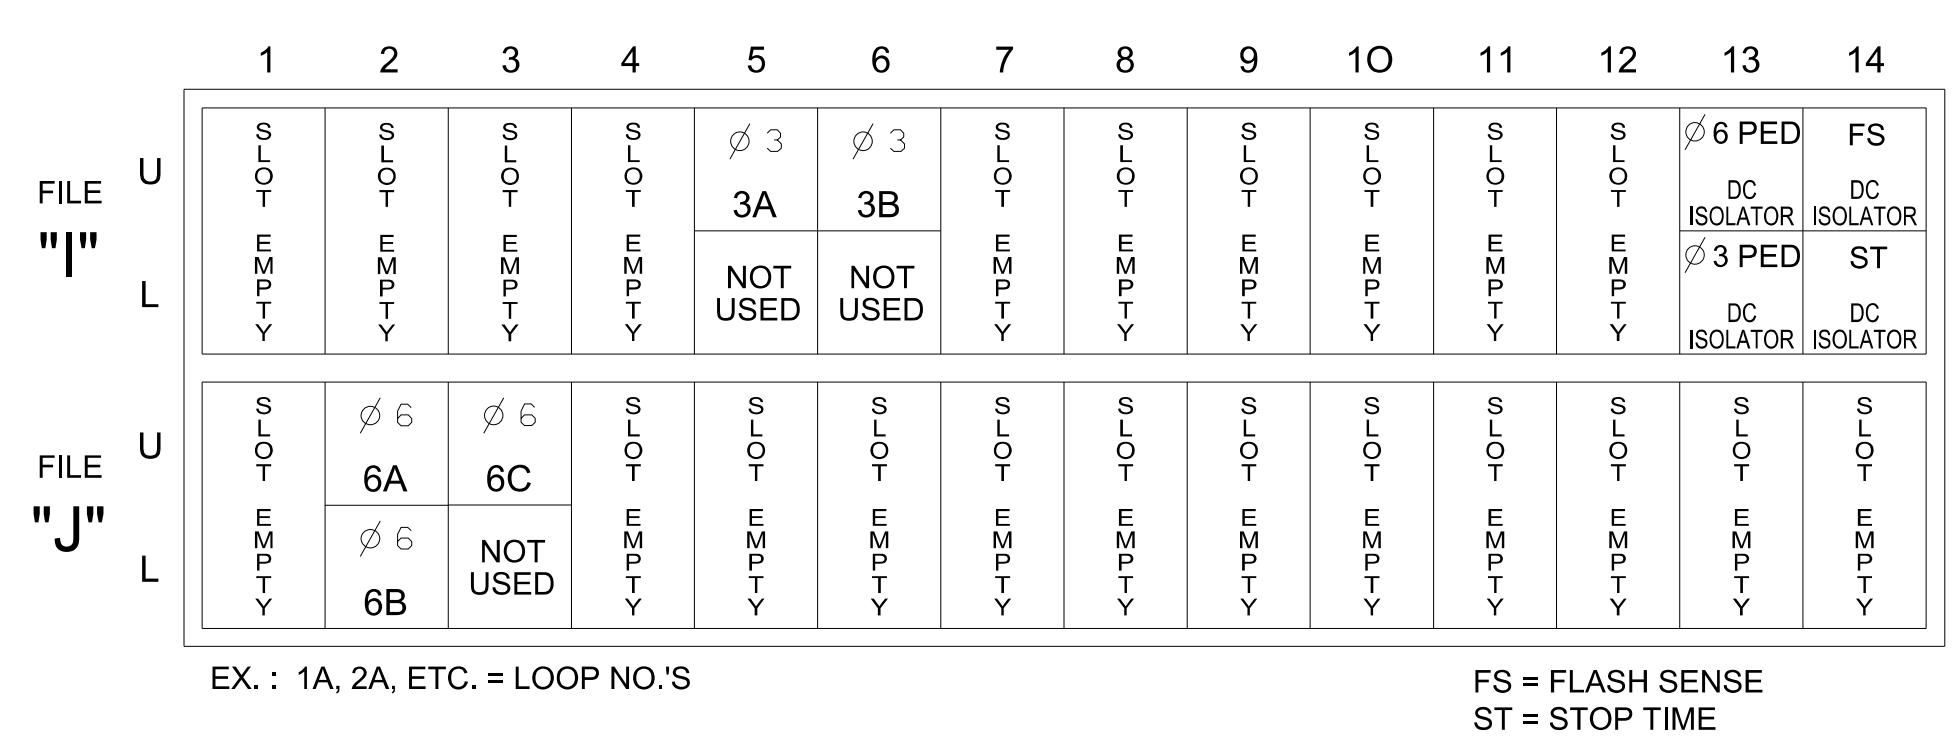 1 2 3 4 5 6 7 8 9 1O 11 12 13 14
FILE
"I"
U
L
SLOT EMPTY
SLOT EMPTY
SLOT EMPTY
SLOT EMPTY
∅ 3
3A
NOT
USED
∅ 3
3B
NOT
USED
SLOT EMPTY
SLOT EMPTY
SLOT EMPTY
SLOT EMPTY
SLOT EMPTY
SLOT EMPTY
∅ 6 PED
DC
ISOLATOR
∅ 3 PED
DC
ISOLATOR
FS
DC
ISOLATOR
ST
DC
ISOLATOR
FILE
"J"
U
L
SLOT EMPTY
∅ 6
6A
∅ 6
6B
∅ 6
6C
NOT
USED
SLOT EMPTY
SLOT EMPTY
SLOT EMPTY
SLOT EMPTY
SLOT EMPTY
SLOT EMPTY
SLOT EMPTY
SLOT EMPTY
SLOT EMPTY
SLOT EMPTY
SLOT EMPTY
EX. : 1A, 2A, ETC. = LOOP NO.'S
FS = FLASH SENSE
ST = STOP TIME